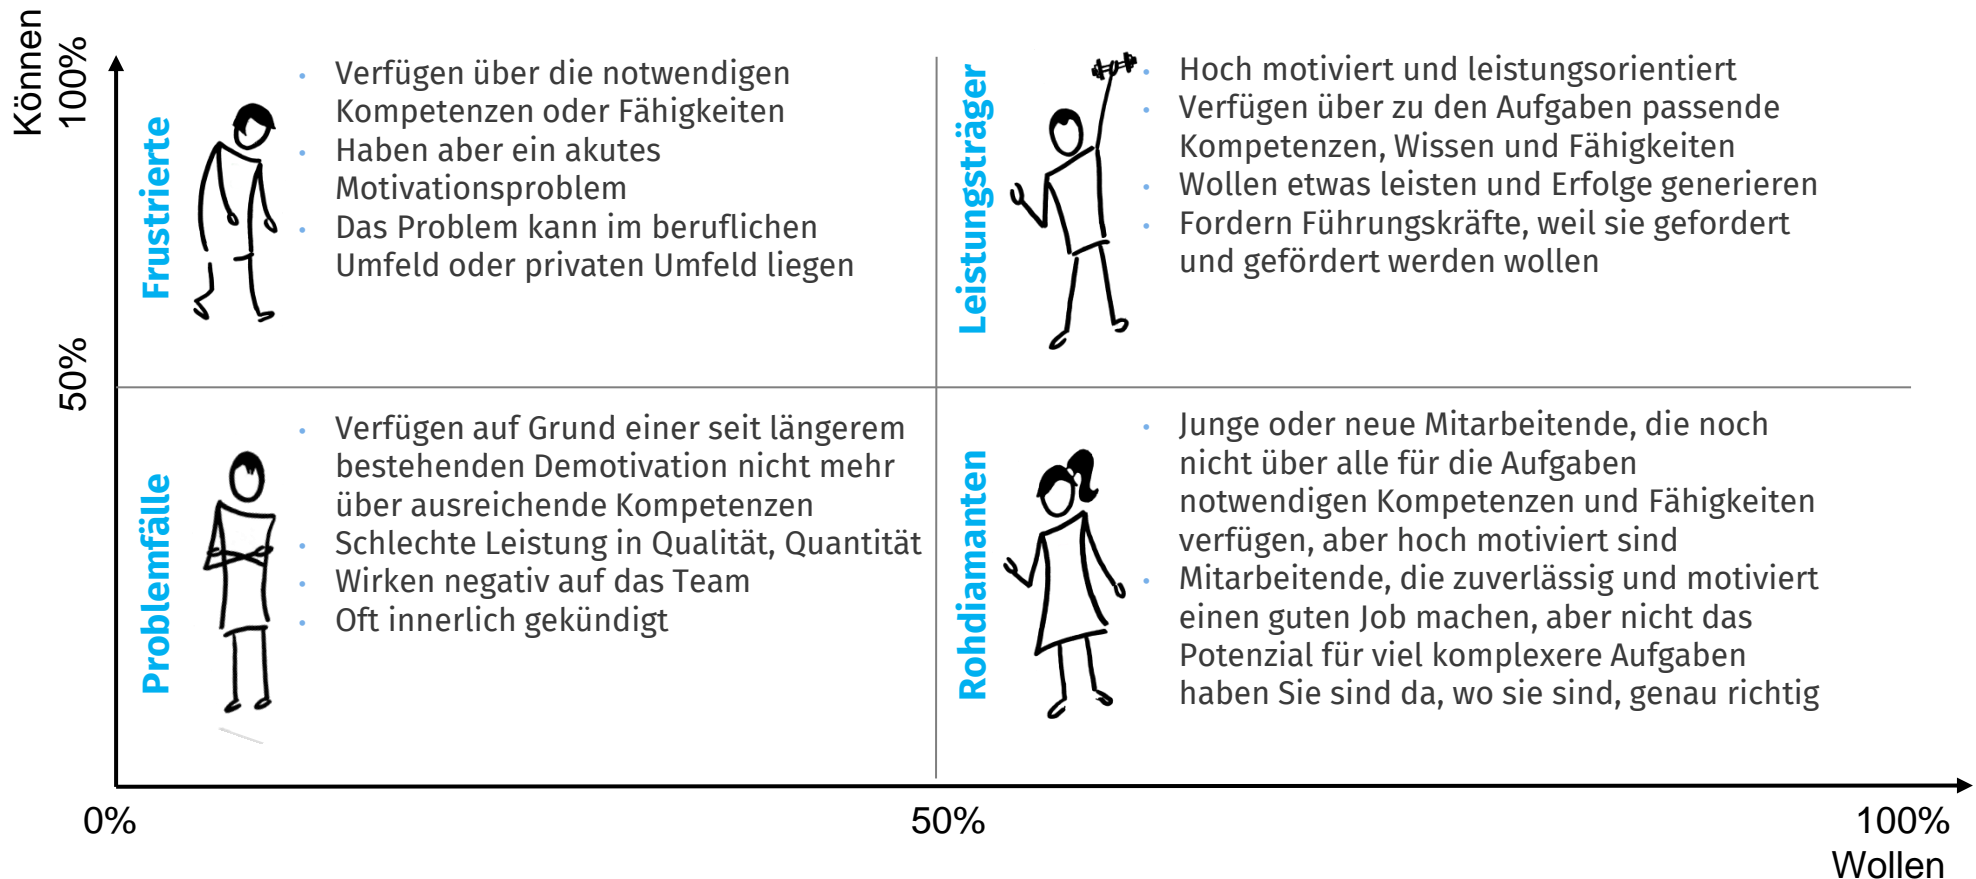 Können
100%
50%
Frustrierte
• Verfügen über die notwendigen
Kompetenzen oder Fähigkeiten
• Haben aber ein akutes
Motivationsproblem
• Das Problem kann im beruflichen
Umfeld oder privaten Umfeld liegen
Leistungsträger
• Hoch motiviert und leistungsorientiert
• Verfügen über zu den Aufgaben passende
Kompetenzen, Wissen und Fähigkeiten
• Wollen etwas leisten und Erfolge generieren
• Fordern Führungskräfte, weil sie gefordert
und gefördert werden wollen
Problemfälle
• Verfügen auf Grund einer seit längerem
bestehenden Demotivation nicht mehr
über ausreichende Kompetenzen
• Schlechte Leistung in Qualität, Quantität
• Wirken negativ auf das Team
• Oft innerlich gekündigt
Rohdiamanten
• Junge oder neue Mitarbeitende, die noch
nicht über alle für die Aufgaben
notwendigen Kompetenzen und Fähigkeiten
verfügen, aber hoch motiviert sind
• Mitarbeitende, die zuverlässig und motiviert
einen guten Job machen, aber nicht das
Potenzial für viel komplexere Aufgaben
haben Sie sind da, wo sie sind, genau richtig
0%
50%
100%
Wollen